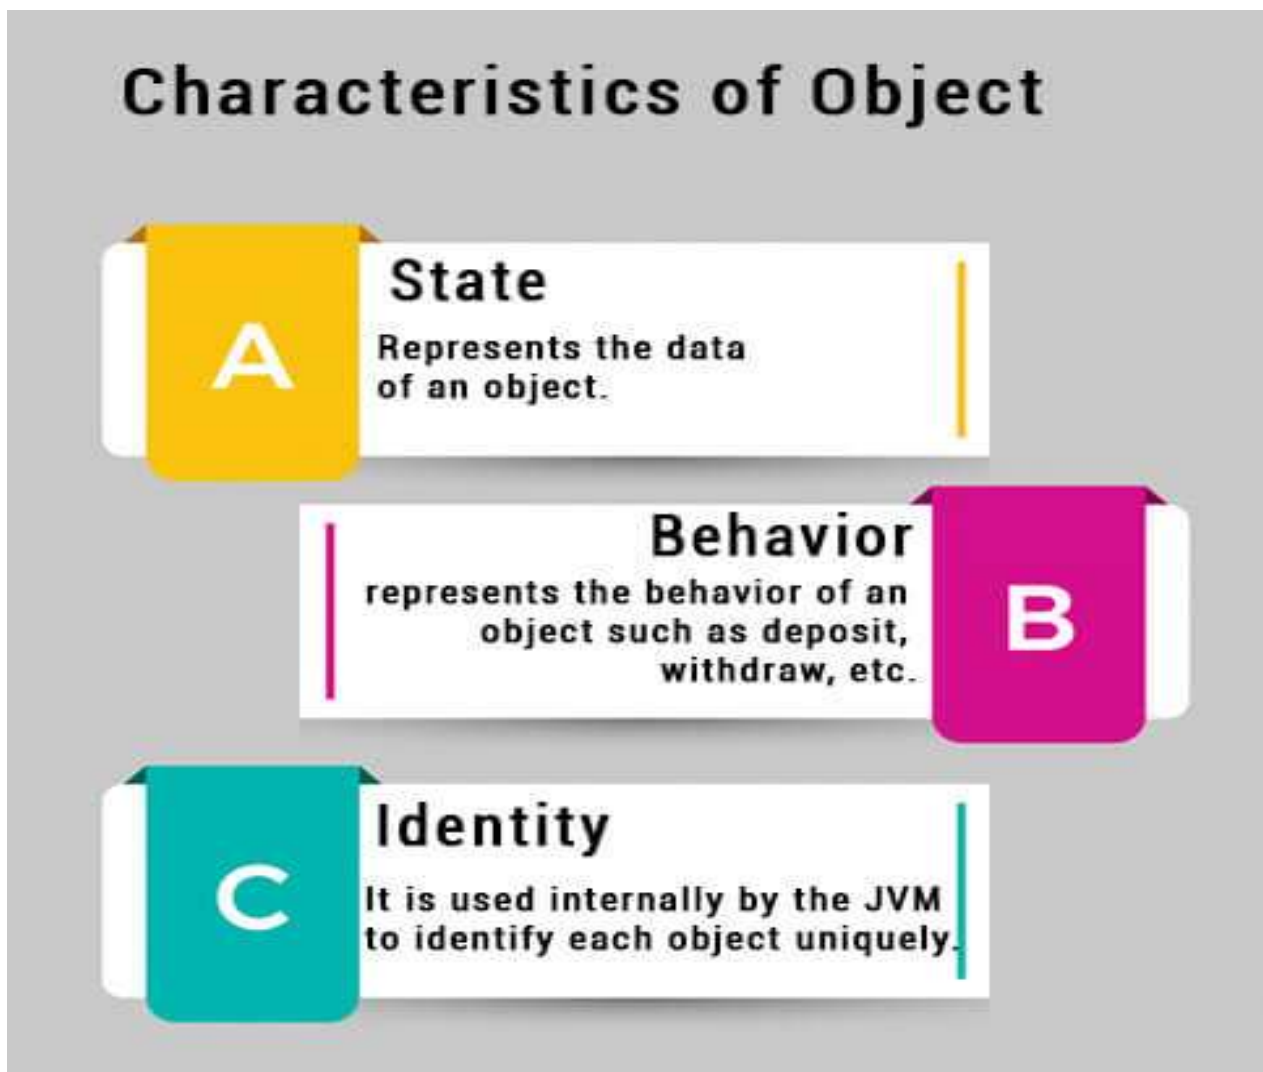 Characteristics of Object
A
State
Represents the data
of an object.
Behavior
represents the behavior of an
object such as deposit,
withdraw, etc.
B
C
Identity
It is used internally by the JVM
to identify each object uniquely.